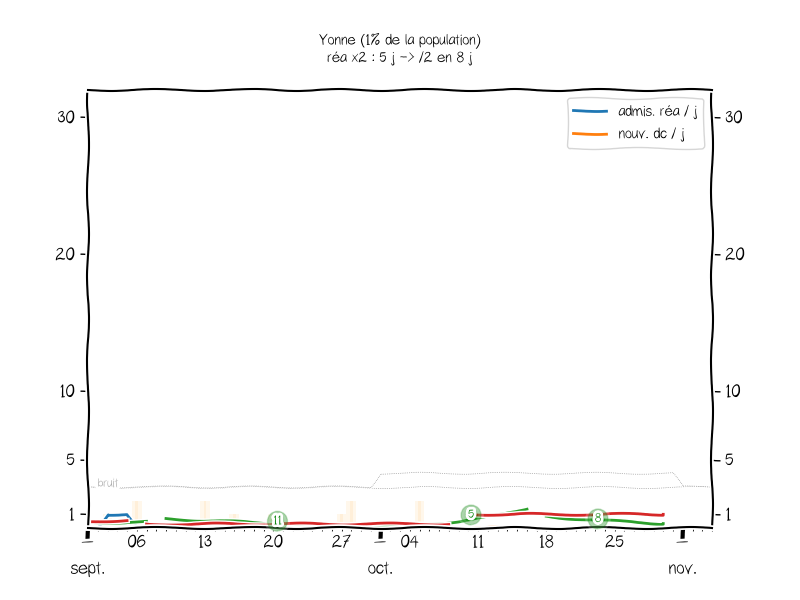 Yonne (1% de la population)
réa x2 : 5 j -> /2 en 8 j
30
30
admis. réa / j
nouv. dc / j
20
20
10
10
5
5
bruit
1
5
8
11
1
06
13
20
27
04
11
18
25
sept.
oct.
nov.